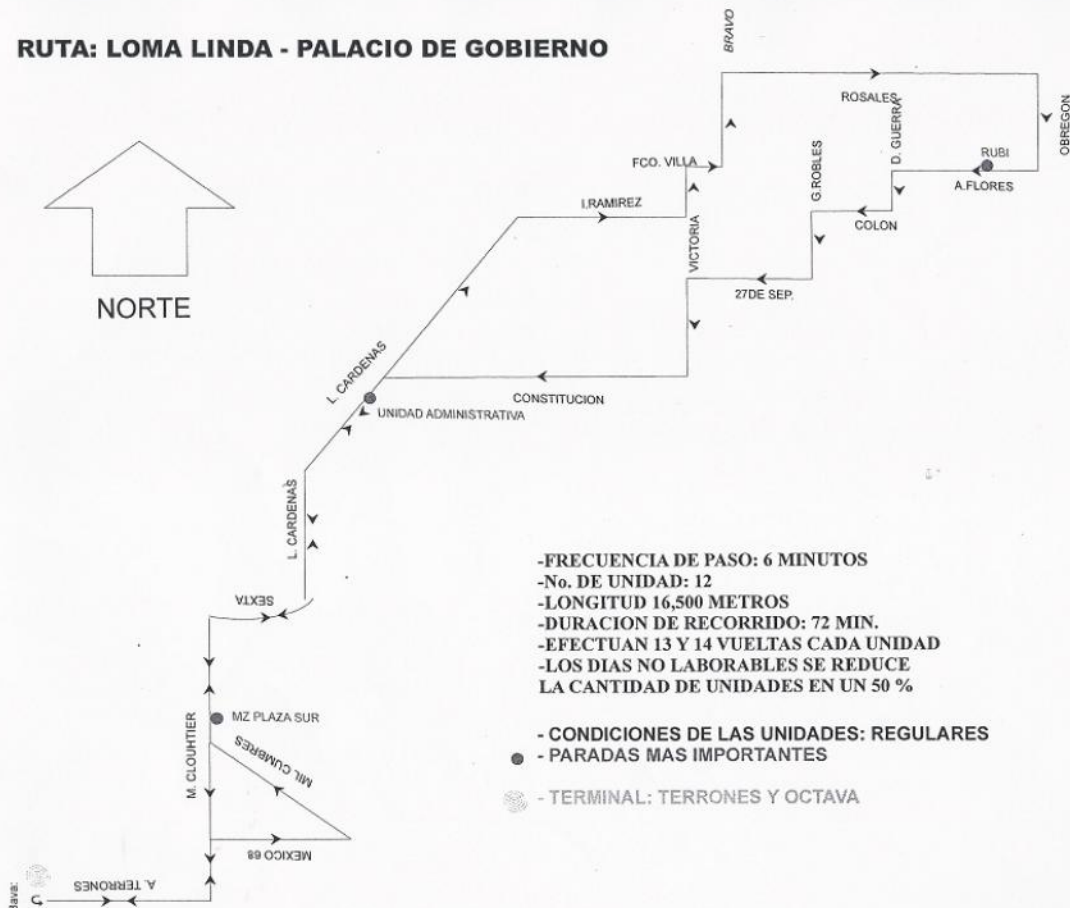 RUTA: LOMA LINDA - PALACIO DE GOBIERNO
BRAVO
ROSALES
OBREGON
D. GUERRA
RUBI
A.FLORES
G.ROBLES
COLON
FCO. VILLA
I.RAMIREZ
VICTORIA
27DE SEP.
NORTE
L. CARDENAS
CONSTITUCION
UNIDAD ADMINISTRATIVA
L. CARDENAS
SEXTA
MZ PLAZA SUR
M. CLOUHTIER
MIL CUMBRES
MEXICO 68
A. TERRONES
-FRECUENCIA DE PASO: 6 MINUTOS
-No. DE UNIDAD: 12
-LONGITUD 16,500 METROS
-DURACION DE RECORRIDO: 72 MIN.
-EFECTUAN 13 Y 14 VUELTAS CADA UNIDAD
-LOS DIAS NO LABORABLES SE REDUCE
LA CANTIDAD DE UNIDADES EN UN 50 %
- CONDICIONES DE LAS UNIDADES: REGULARES
- PARADAS MAS IMPORTANTES
- TERMINAL: TERRONES Y OCTAVA